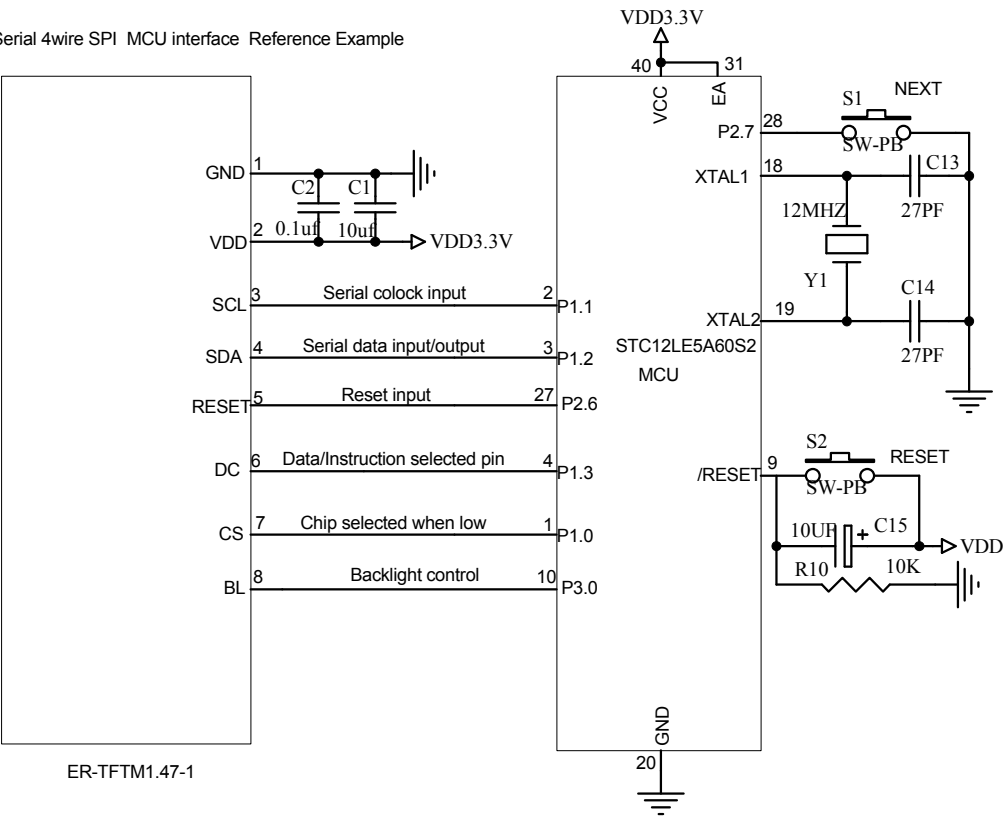 Serial 4wire SPI MCU interface Reference Example
VDD3.3V
40
31
VCC
EA
GND
1
C2
C1
0.1uf
10uf
VDD
2
VDD3.3V
SCL
3
Serial colock input
2
P1.1
SDA
4
Serial data input/output
3
P1.2
RESET
5
Reset input
27
P2.6
DC
6
Data/Instruction selected pin
4
P1.3
CS
7
Chip selected when low
1
P1.0
BL
8
Backlight control
10
P3.0
ER-TFTM1.47-1
P2.7
28
S1
NEXT
SW-PB
XTAL1
18
C13
27PF
12MHZ
Y1
XTAL2
19
C14
27PF
STC12LE5A60S2
MCU
/RESET
9
S2
RESET
SW-PB
10UF
+
C15
VDD
R10
10K
GND
20